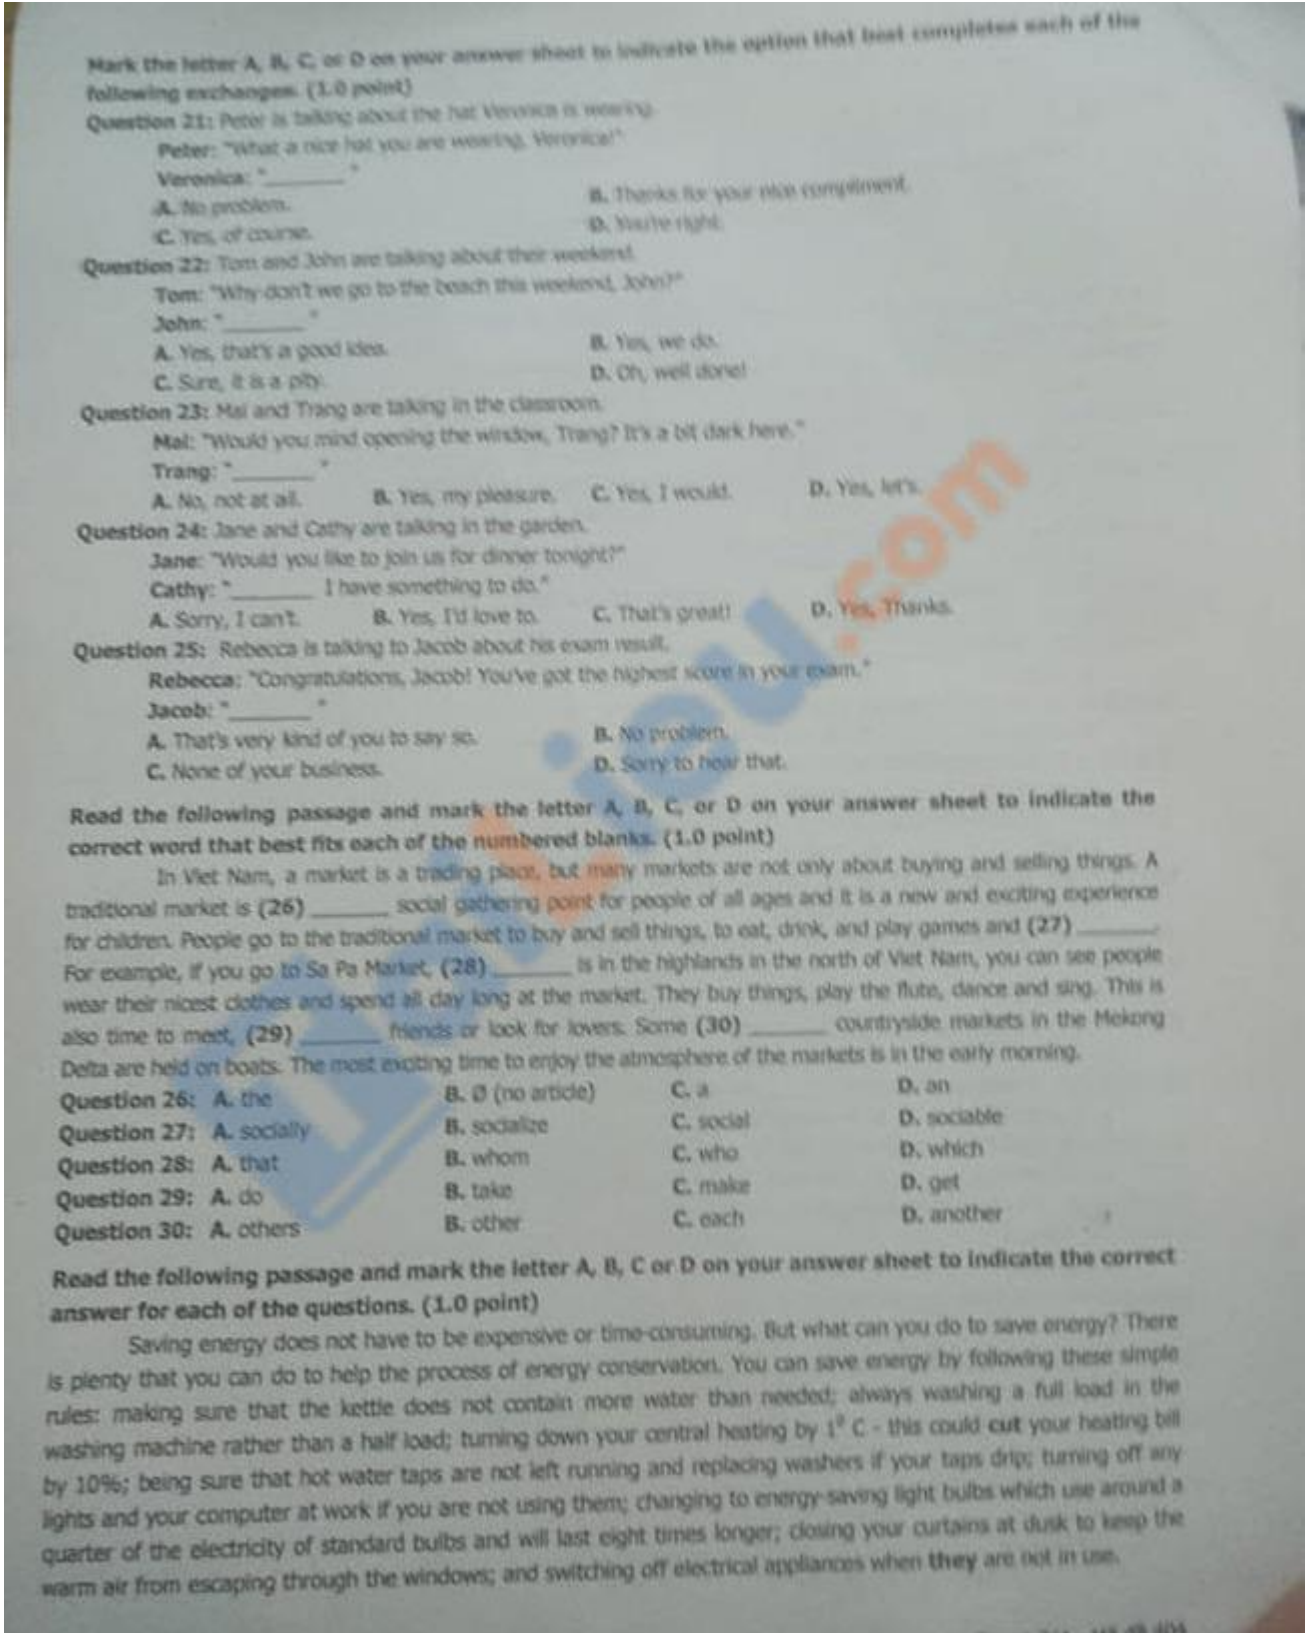 Mark the letter A, B, C, or D on your answer sheet to indicate the option that best completes each of the
following exchanges. (1.0 point)
Question 21: Peter is talking about the hat Veronica is wearing.
Peter: "What a nice hat you are wearing, Veronica!"
Veronica: "_______"
A. No problem. B. Thanks for your nice compliment.
C. Yes, of course. D. You're right.
Question 22: Tom and John are talking about their weekend.
Tom: "Why don't we go to the beach this weekend, John?"
John: "_______"
A. Yes, that's a good idea. B. Yes, we do.
C. Sure, it is a pity. D. Oh, well done!
Question 23: Mai and Trang are talking in the classroom.
Mai: "Would you mind opening the window, Trang? It's a bit dark here."
Trang: "_______"
A. No, not at all. B. Yes, my pleasure. C. Yes, I would. D. Yes, let's.
Question 24: Jane and Cathy are talking in the garden.
Jane: "Would you like to join us for dinner tonight?"
Cathy: "_______ I have something to do."
A. Sorry, I can't. B. Yes, I'd love to. C. That's great! D. Yes, Thanks.
Question 25: Rebecca is talking to Jacob about his exam result.
Rebecca: "Congratulations, Jacob! You've got the highest score in your exam."
Jacob: "_______"
A. That's very kind of you to say so. B. No problem.
C. None of your business. D. Sorry to hear that.
Read the following passage and mark the letter A, B, C, or D on your answer sheet to indicate the
correct word that best fits each of the numbered blanks. (1.0 point)
In Viet Nam, a market is a trading place, but many markets are not only about buying and selling things. A
traditional market is (26) _______ social gathering point for people of all ages and it is a new and exciting experience
for children. People go to the traditional market to buy and sell things, to eat, drink, and play games and (27) _______.
For example, if you go to Sa Pa Market, (28) _______ is in the highlands in the north of Viet Nam, you can see people
wear their nicest clothes and spend all day long at the market. They buy things, play the flute, dance and sing. This is
also time to meet, (29) _______ friends or look for lovers. Some (30) _______ countryside markets in the Mekong
Delta are held on boats. The most exciting time to enjoy the atmosphere of the markets is in the early morning.
Question 26: A. the B. Ø (no article) C. a D. an
Question 27: A. socially B. socialize C. social D. sociable
Question 28: A. that B. whom C. who D. which
Question 29: A. do B. take C. make D. get
Question 30: A. others B. other C. each D. another
Read the following passage and mark the letter A, B, C or D on your answer sheet to indicate the correct
answer for each of the questions. (1.0 point)
Saving energy does not have to be expensive or time-consuming. But what can you do to save energy? There
is plenty that you can do to help the process of energy conservation. You can save energy by following these simple
rules: making sure that the kettle does not contain more water than needed; always washing a full load in the
washing machine rather than a half load; turning down your central heating by 1⁰ C - this could cut your heating bill
by 10%; being sure that hot water taps are not left running and replacing washers if your taps drip; turning off any
lights and your computer at work if you are not using them; changing to energy-saving light bulbs which use around a
quarter of the electricity of standard bulbs and will last eight times longer; closing your curtains at dusk to keep the
warm air from escaping through the windows; and switching off electrical appliances when they are not in use.